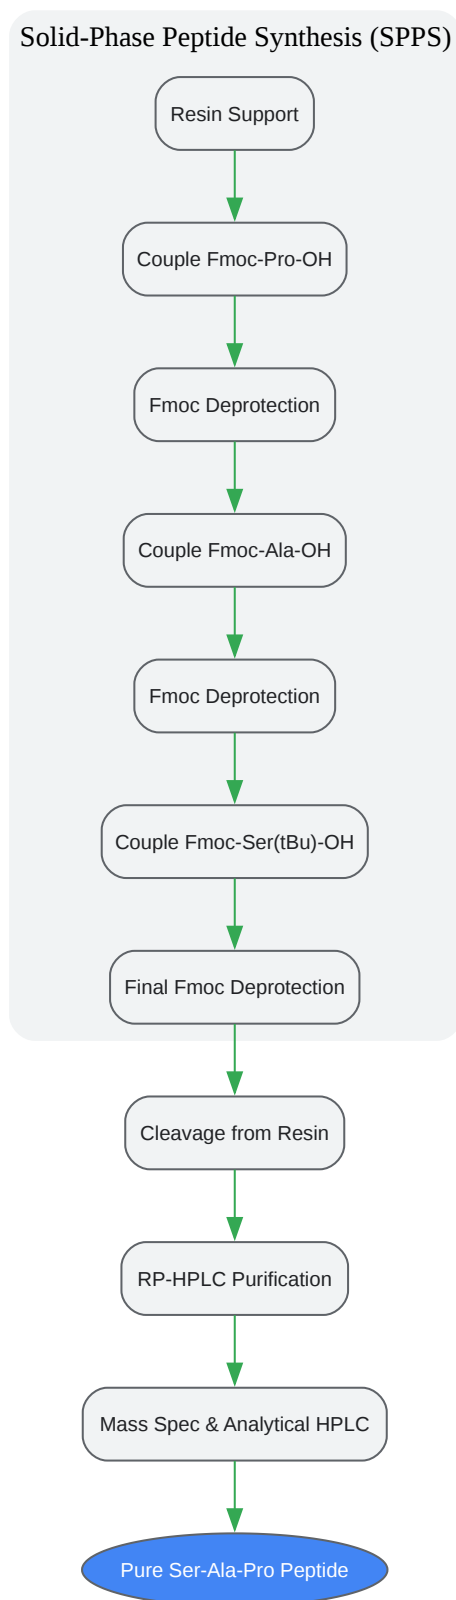 Solid-Phase Peptide Synthesis (SPPS)
Resin Support
Couple Fmoc-Pro-OH
Fmoc Deprotection
Couple Fmoc-Ala-OH
Fmoc Deprotection
Couple Fmoc-Ser(tBu)-OH
Final Fmoc Deprotection
Cleavage from Resin
RP-HPLC Purification
Mass Spec & Analytical HPLC
Pure Ser-Ala-Pro Peptide